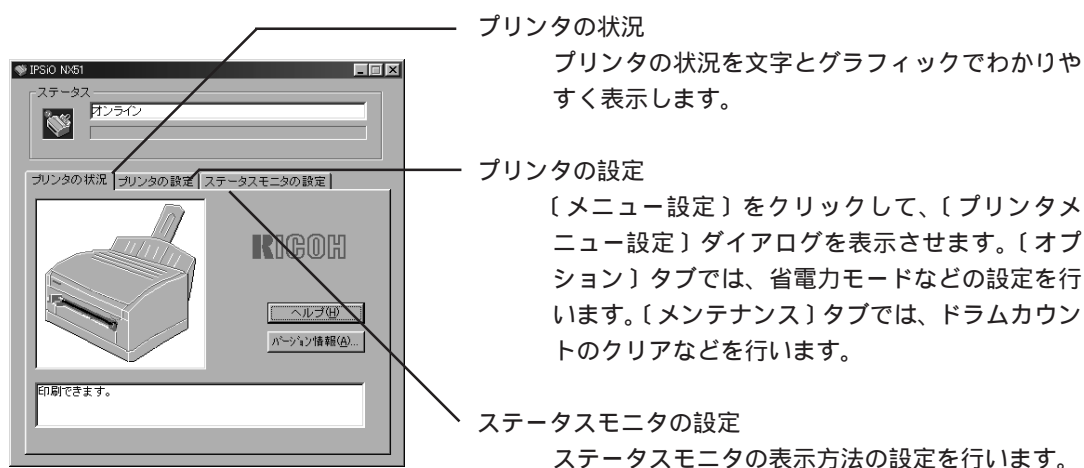 プリンタの状況
プリンタの状況を文字とグラフィックでわかりや
すく表示します。
IPSiO NX51
ステータス
オンライン
プリンタの状況 プリンタの設定 ステータスモニタの設定
RICOH
ヘルプ(H)
バージョン情報(A)...
印刷できます。
プリンタの設定
〔メニュー設定〕をクリックして、〔プリンタメ
ニュー設定〕ダイアログを表示させます。〔オプ
ション〕タブでは、省電力モードなどの設定を行
います。〔メンテナンス〕タブでは、ドラムカウン
トのクリアなどを行います。
ステータスモニタの設定
ステータスモニタの表示方法の設定を行います。